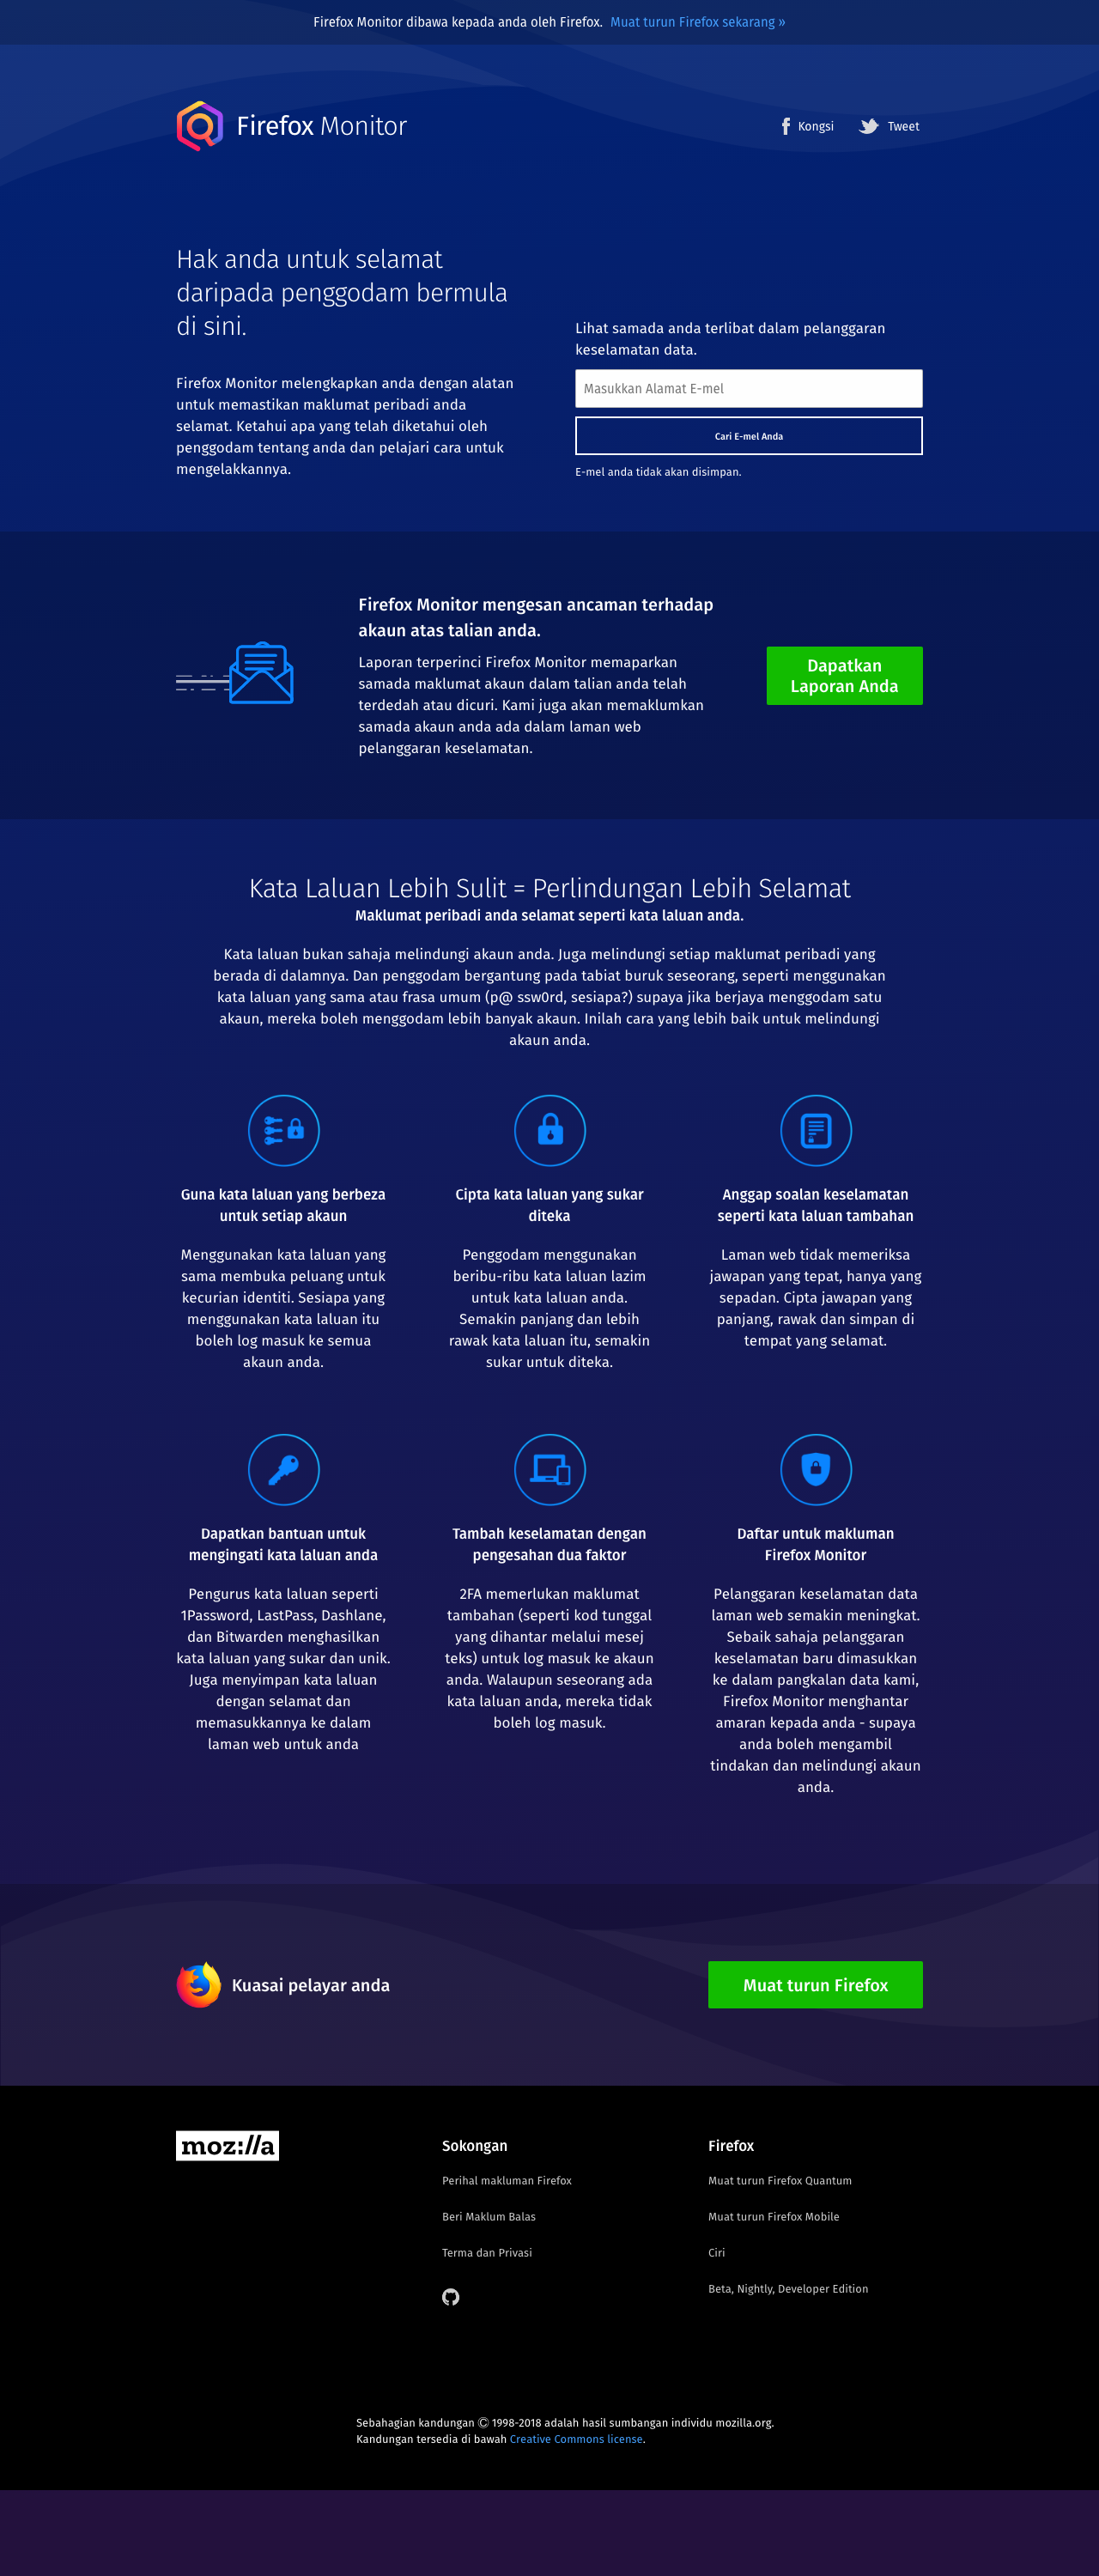 Firefox Monitor dibawa kepada anda oleh Firefox. Muat turun Firefox sekarang »
Firefox Monitor
Kongsi
Tweet
Hak anda untuk selamat
daripada penggodam bermula
di sini.
Firefox Monitor melengkapkan anda dengan alatan
untuk memastikan maklumat peribadi anda
selamat. Ketahui apa yang telah diketahui oleh
penggodam tentang anda dan pelajari cara untuk
mengelakkannya.
Lihat samada anda terlibat dalam pelanggaran
keselamatan data.
Masukkan Alamat E-mel
Cari E-mel Anda
E-mel anda tidak akan disimpan.
Firefox Monitor mengesan ancaman terhadap
akaun atas talian anda.
Laporan terperinci Firefox Monitor memaparkan
samada maklumat akaun dalam talian anda telah
terdedah atau dicuri. Kami juga akan memaklumkan
samada akaun anda ada dalam laman web
pelanggaran keselamatan.
Dapatkan
Laporan Anda
Kata Laluan Lebih Sulit = Perlindungan Lebih Selamat
Maklumat peribadi anda selamat seperti kata laluan anda.
Kata laluan bukan sahaja melindungi akaun anda. Juga melindungi setiap maklumat peribadi yang
berada di dalamnya. Dan penggodam bergantung pada tabiat buruk seseorang, seperti menggunakan
kata laluan yang sama atau frasa umum (p@ ssw0rd, sesiapa?) supaya jika berjaya menggodam satu
akaun, mereka boleh menggodam lebih banyak akaun. Inilah cara yang lebih baik untuk melindungi
akaun anda.
Guna kata laluan yang berbeza
untuk setiap akaun
Menggunakan kata laluan yang
sama membuka peluang untuk
kecurian identiti. Sesiapa yang
menggunakan kata laluan itu
boleh log masuk ke semua
akaun anda.
Cipta kata laluan yang sukar
diteka
Penggodam menggunakan
beribu-ribu kata laluan lazim
untuk kata laluan anda.
Semakin panjang dan lebih
rawak kata laluan itu, semakin
sukar untuk diteka.
Anggap soalan keselamatan
seperti kata laluan tambahan
Laman web tidak memeriksa
jawapan yang tepat, hanya yang
sepadan. Cipta jawapan yang
panjang, rawak dan simpan di
tempat yang selamat.
Dapatkan bantuan untuk
mengingati kata laluan anda
Pengurus kata laluan seperti
1Password, LastPass, Dashlane,
dan Bitwarden menghasilkan
kata laluan yang sukar dan unik.
Juga menyimpan kata laluan
dengan selamat dan
memasukkannya ke dalam
laman web untuk anda
Tambah keselamatan dengan
pengesahan dua faktor
2FA memerlukan maklumat
tambahan (seperti kod tunggal
yang dihantar melalui mesej
teks) untuk log masuk ke akaun
anda. Walaupun seseorang ada
kata laluan anda, mereka tidak
boleh log masuk.
Daftar untuk makluman
Firefox Monitor
Pelanggaran keselamatan data
laman web semakin meningkat.
Sebaik sahaja pelanggaran
keselamatan baru dimasukkan
ke dalam pangkalan data kami,
Firefox Monitor menghantar
amaran kepada anda - supaya
anda boleh mengambil
tindakan dan melindungi akaun
anda.
Kuasai pelayar anda
Muat turun Firefox
moz://a
Sokongan
Perihal makluman Firefox
Beri Maklum Balas
Terma dan Privasi
Firefox
Muat turun Firefox Quantum
Muat turun Firefox Mobile
Ciri
Beta, Nightly, Developer Edition
Sebahagian kandungan © 1998-2018 adalah hasil sumbangan individu mozilla.org.
Kandungan tersedia di bawah Creative Commons license.